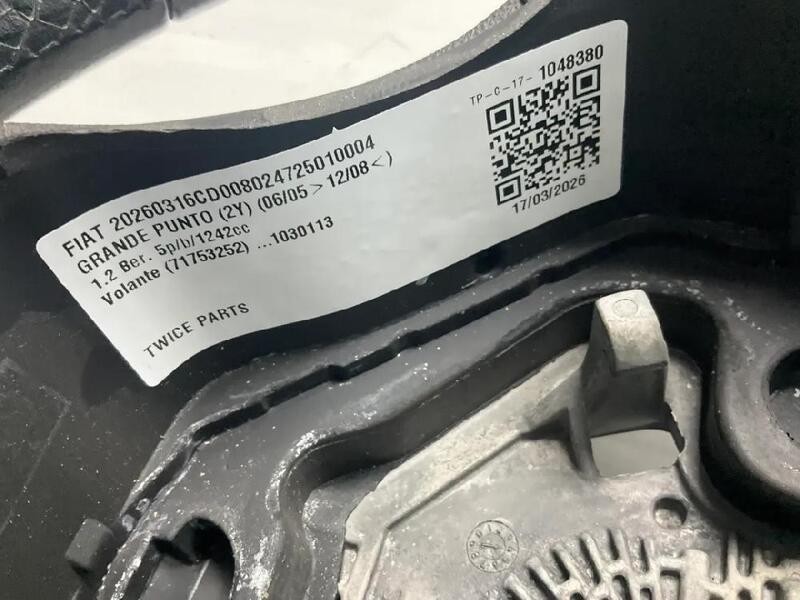 TP-C-17- 1048380
FIAT 20260316CD008024725010004
GRANDE PUNTO (2Y) (06/05 > 12/08<)
1.2 Ber. 5p/b/1242cc
Volante (71753252) ...1030113
17/03/2026
TWICE PARTS